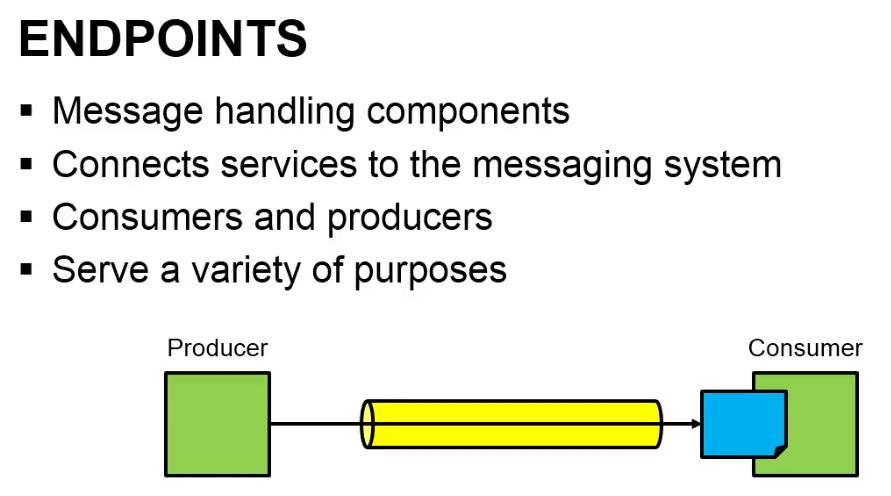 ENDPOINTS
▪ Message handling components
▪ Connects services to the messaging system
▪ Consumers and producers
▪ Serve a variety of purposes
Producer
Consumer